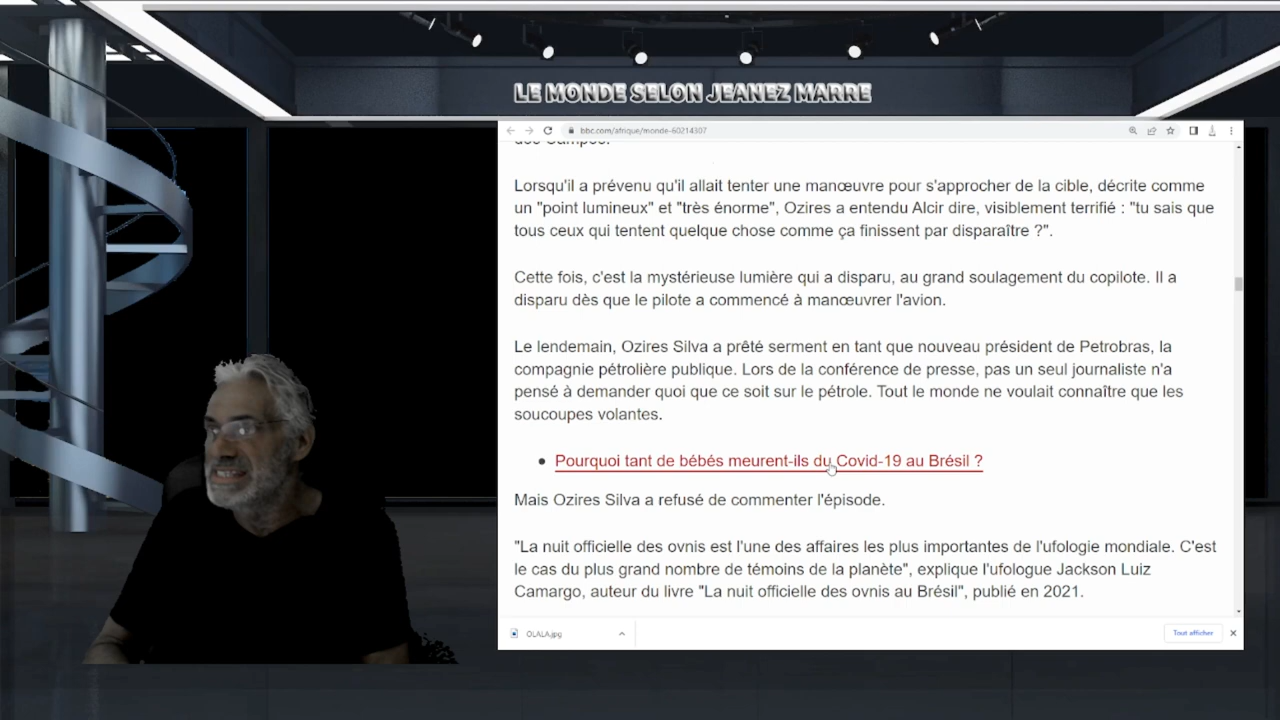 LE MONDE SELON JEANEZ MARRE
bbc.com/afrique/monde-60214307
des Campos.
Lorsqu'il a prévenu qu'il allait tenter une manœuvre pour s'approcher de la cible, décrite comme
un "point lumineux" et "très énorme", Ozires a entendu Alcir dire, visiblement terrifié : "tu sais que
tous ceux qui tentent quelque chose comme ça finissent par disparaître ?".
Cette fois, c'est la mystérieuse lumière qui a disparu, au grand soulagement du copilote. Il a
disparu dès que le pilote a commencé à manœuvrer l'avion.
Le lendemain, Ozires Silva a prêté serment en tant que nouveau président de Petrobras, la
compagnie pétrolière publique. Lors de la conférence de presse, pas un seul journaliste n'a
pensé à demander quoi que ce soit sur le pétrole. Tout le monde ne voulait connaître que les
soucoupes volantes.
Pourquoi tant de bébés meurent-ils du Covid-19 au Brésil ?
Mais Ozires Silva a refusé de commenter l'épisode.
"La nuit officielle des ovnis est l'une des affaires les plus importantes de l'ufologie mondiale. C'est
le cas du plus grand nombre de témoins de la planète", explique l'ufologue Jackson Luiz
Camargo, auteur du livre "La nuit officielle des ovnis au Brésil", publié en 2021.
OLALA.jpg
Tout afficher